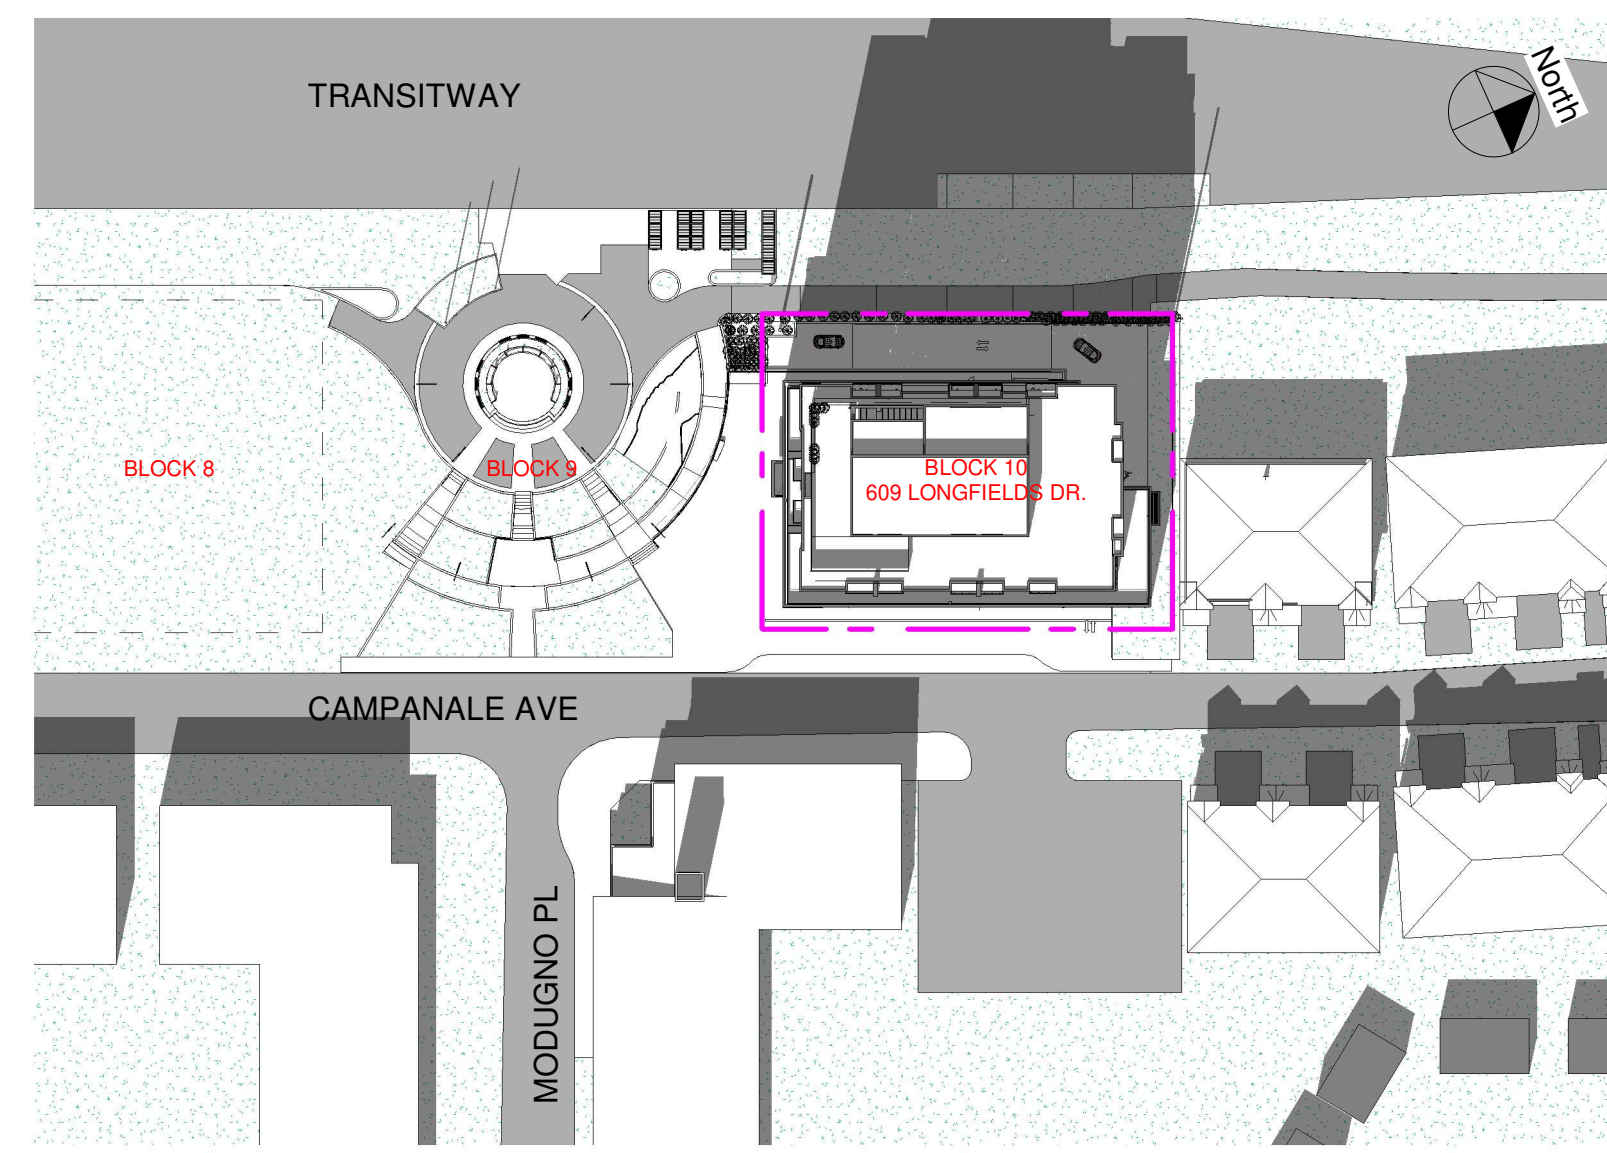 TRANSITWAY
North
BLOCK 8
BLOCK 9
BLOCK 10
609 LONGFIELDS DR.
CAMPANALE AVE
MODUGNO PL